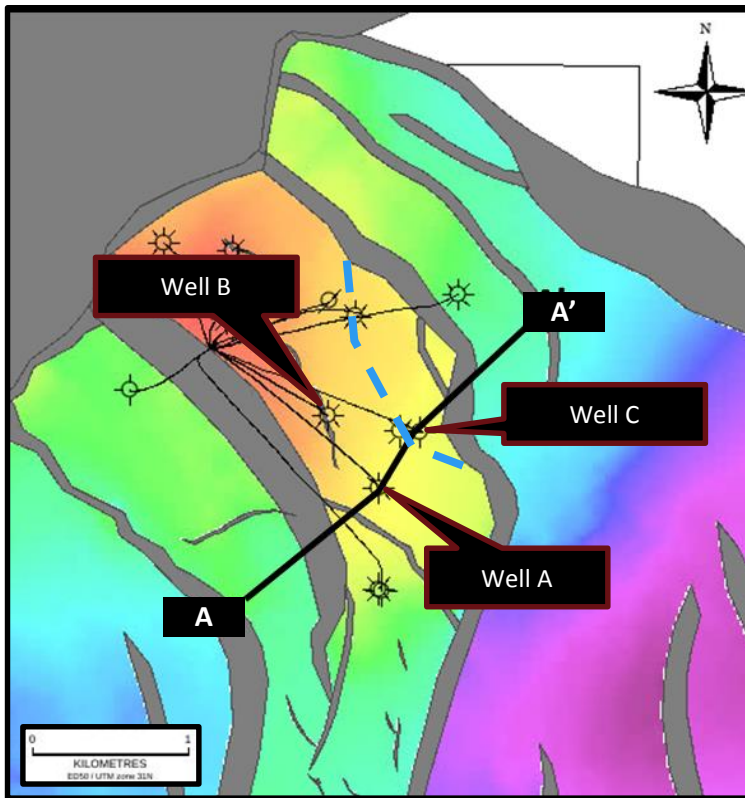 N
Well B
A'
Well C
Well A
A
0 1
KILOMETRES
ED50 / UTM zone 31N